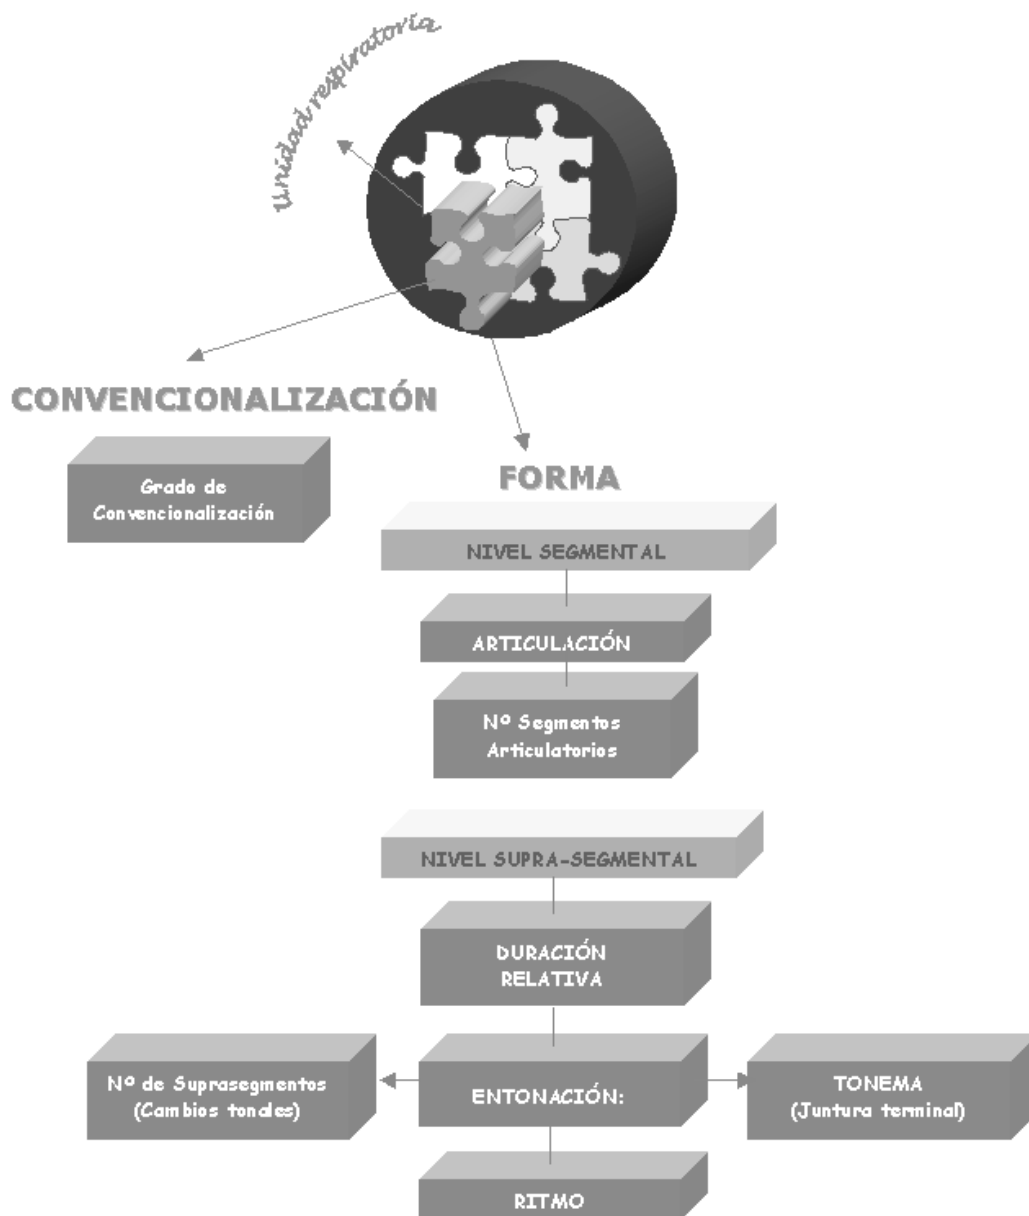 unidad respiratoria
CONVENCIONALIZACIÓN
Grado de
Convencionalización
FORMA
NIVEL SEGMENTAL
ARTICULACIÓN
Nº Segmentos
Articulatorios
NIVEL SUPRA-SEGMENTAL
DURACIÓN
RELATIVA
Nº de Suprasegmentos
(Cambios tonales)
ENTONACIÓN:
TONEMA
(Juntura terminal)
RITMO